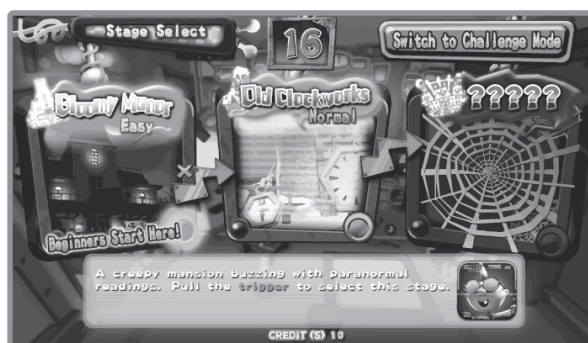 Stage Select
16
Switch to Challenge Mode
Gloomy Manor
Easy
Old Clockworks
Normal
?????
Beginners Start Here!
A creepy mansion buzzing with paranormal
readings. Pull the trigger to select this stage.
CREDIT(S) 10